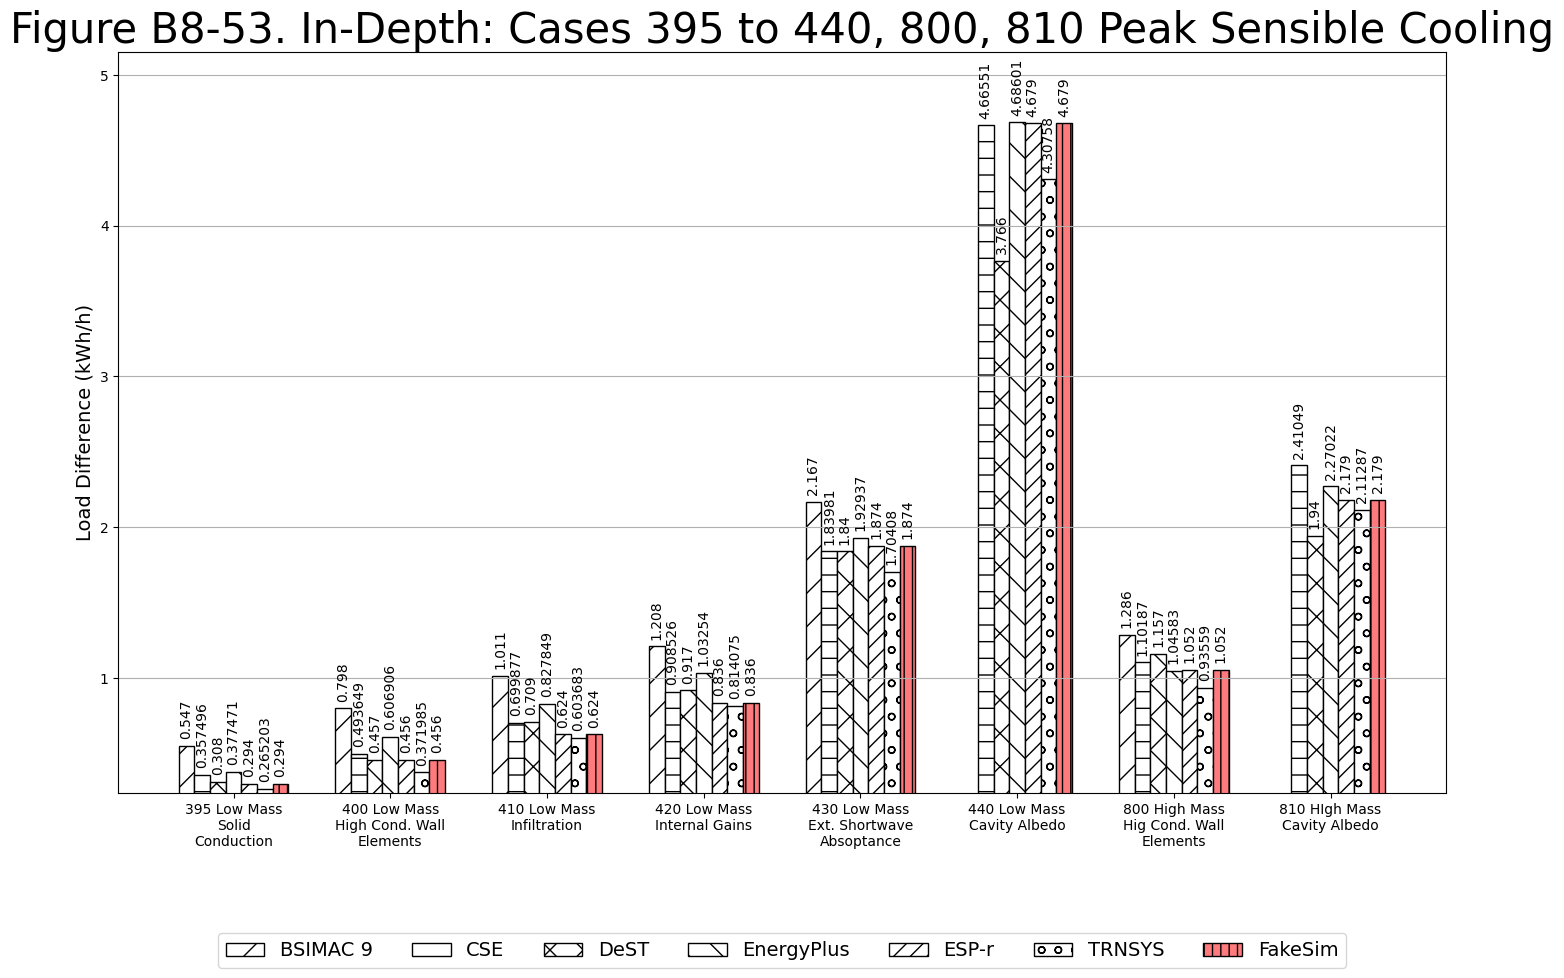 Figure B8-53. In-Depth: Cases 395 to 440, 800, 810 Peak Sensible Cooling
Load Difference (kWh/h)
5
4
3
2
1
0.547
0.357496
0.308
0.377471
0.294
0.265203
0.294
0.798
0.493649
0.457
0.606906
0.456
0.371985
0.456
1.011
0.699877
0.709
0.827849
0.624
0.603683
0.624
1.208
0.908526
0.917
1.03254
0.836
0.814075
0.836
2.167
1.83981
1.84
1.92937
1.874
1.70408
1.874
4.66551
3.766
4.68601
4.679
4.30758
4.679
1.286
1.10187
1.157
1.04583
1.052
0.93559
1.052
2.41049
1.94
2.27022
2.179
2.11287
2.179
395 Low Mass
Solid
Conduction
400 Low Mass
High Cond. Wall
Elements
410 Low Mass
Infiltration
420 Low Mass
Internal Gains
430 Low Mass
Ext. Shortwave
Absoptance
440 Low Mass
Cavity Albedo
800 High Mass
Hig Cond. Wall
Elements
810 HIgh Mass
Cavity Albedo
BSIMAC 9
CSE
DeST
EnergyPlus
ESP-r
TRNSYS
FakeSim